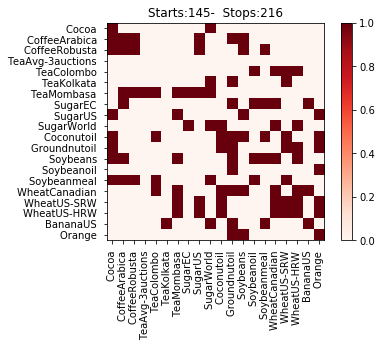 Starts:145- Stops:216
Cocoa
CoffeeArabica
CoffeeRobusta
TeaAvg-3auctions
TeaColombo
TeaKolkata
TeaMombasa
SugarEC
SugarUS
SugarWorld
Coconutoil
Groundnutoil
Soybeans
Soybeanoil
Soybeanmeal
WheatCanadian
WheatUS-SRW
WheatUS-HRW
BananaUS
Orange
1.0
0.8
0.6
0.4
0.2
0.0
Cocoa
CoffeeArabica
CoffeeRobusta
TeaAvg-3auctions
TeaColombo
TeaKolkata
TeaMombasa
SugarEC
SugarUS
SugarWorld
Coconutoil
Groundnutoil
Soybeans
Soybeanoil
Soybeanmeal
WheatCanadian
WheatUS-SRW
WheatUS-HRW
BananaUS
Orange